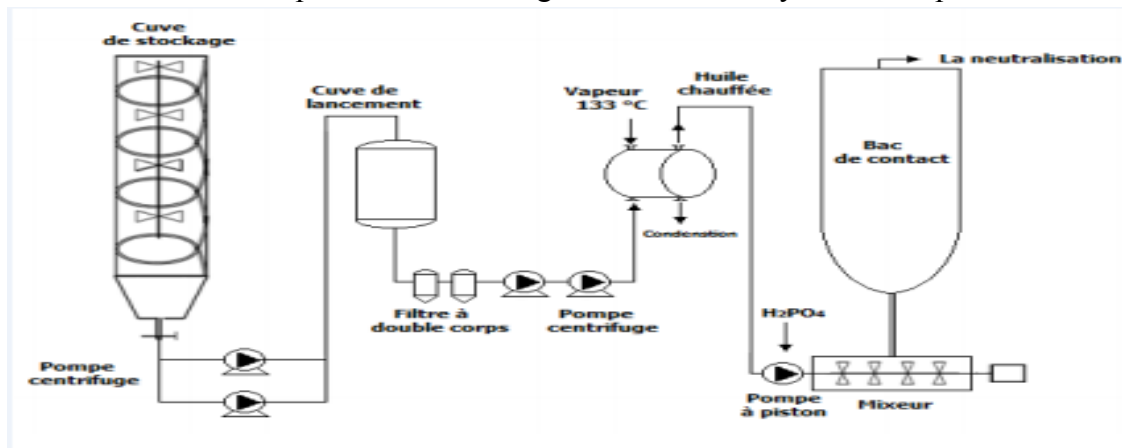 Cuve
de stockage
Cuve de
lancement
Vapeur
133 °C
Huile
chauffée
La neutralisation
Bac
de contact
Condenstion
Filtre à
double corps
Pompe
centrifuge
H₂PO₄
Pompe
centrifuge
Pompe
à piston
Mixeur